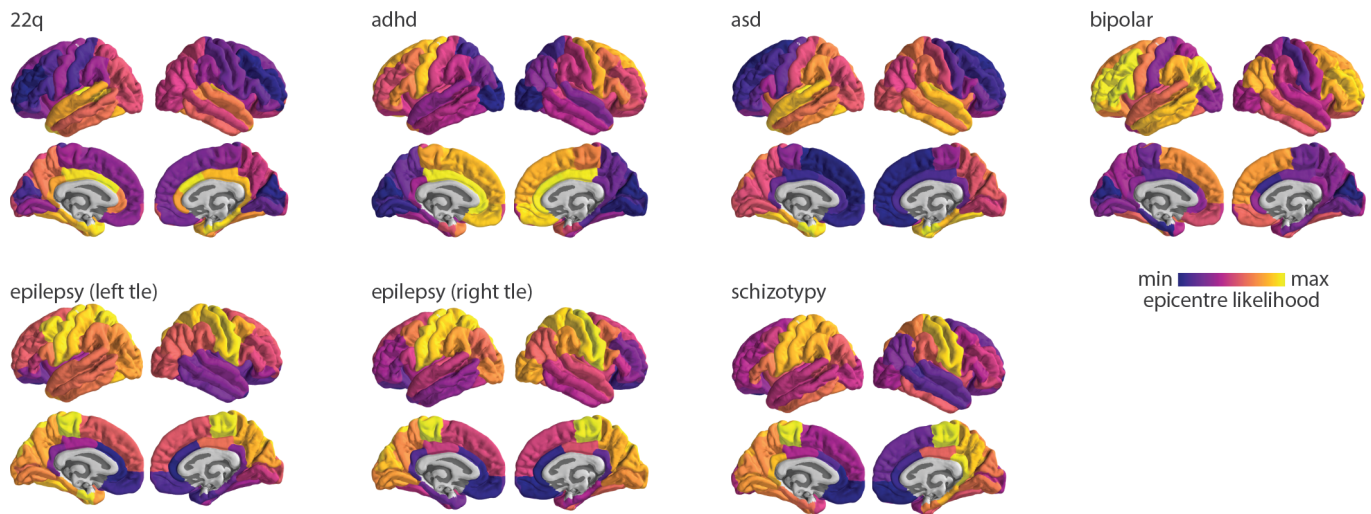 22q
adhd
asd
bipolar
epilepsy (left tle)
epilepsy (right tle)
schizotypy
min max
epicentre likelihood